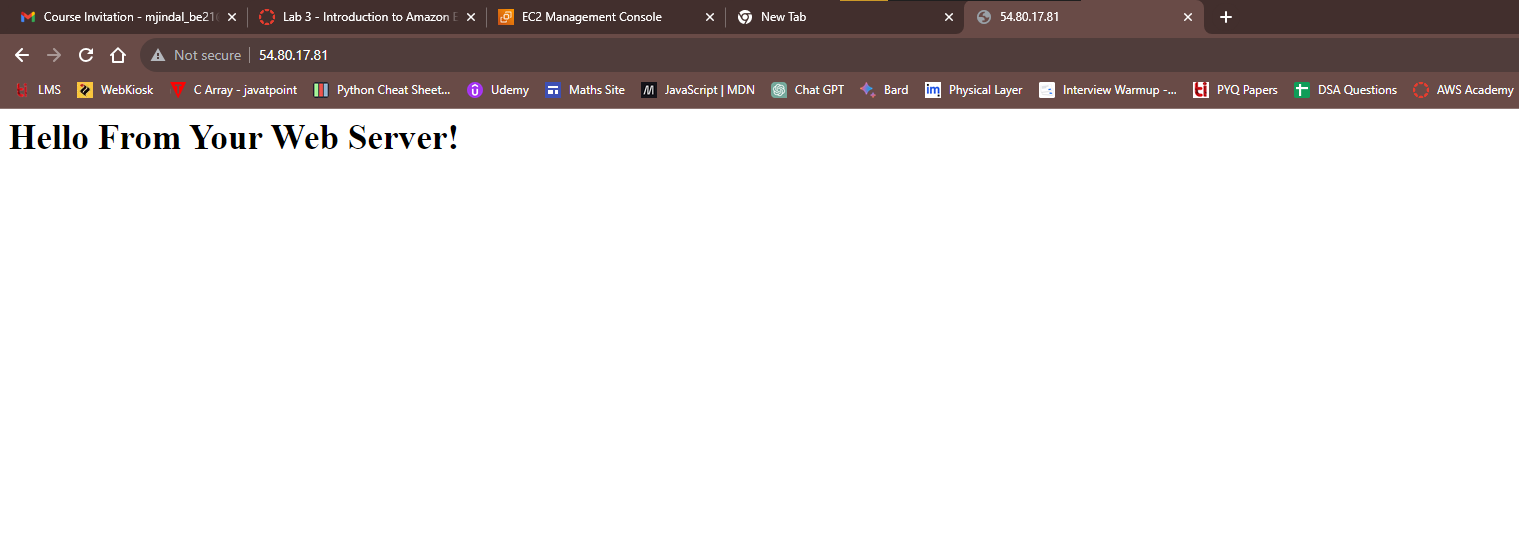 Course Invitation - mjindal_be21
Lab 3 - Introduction to Amazon E
EC2 Management Console
New Tab
54.80.17.81
Not secure 54.80.17.81
LMS WebKiosk C Array - javatpoint Python Cheat Sheet... Udemy Maths Site JavaScript | MDN Chat GPT Bard Physical Layer Interview Warmup -... PYQ Papers DSA Questions AWS Academy
Hello From Your Web Server!